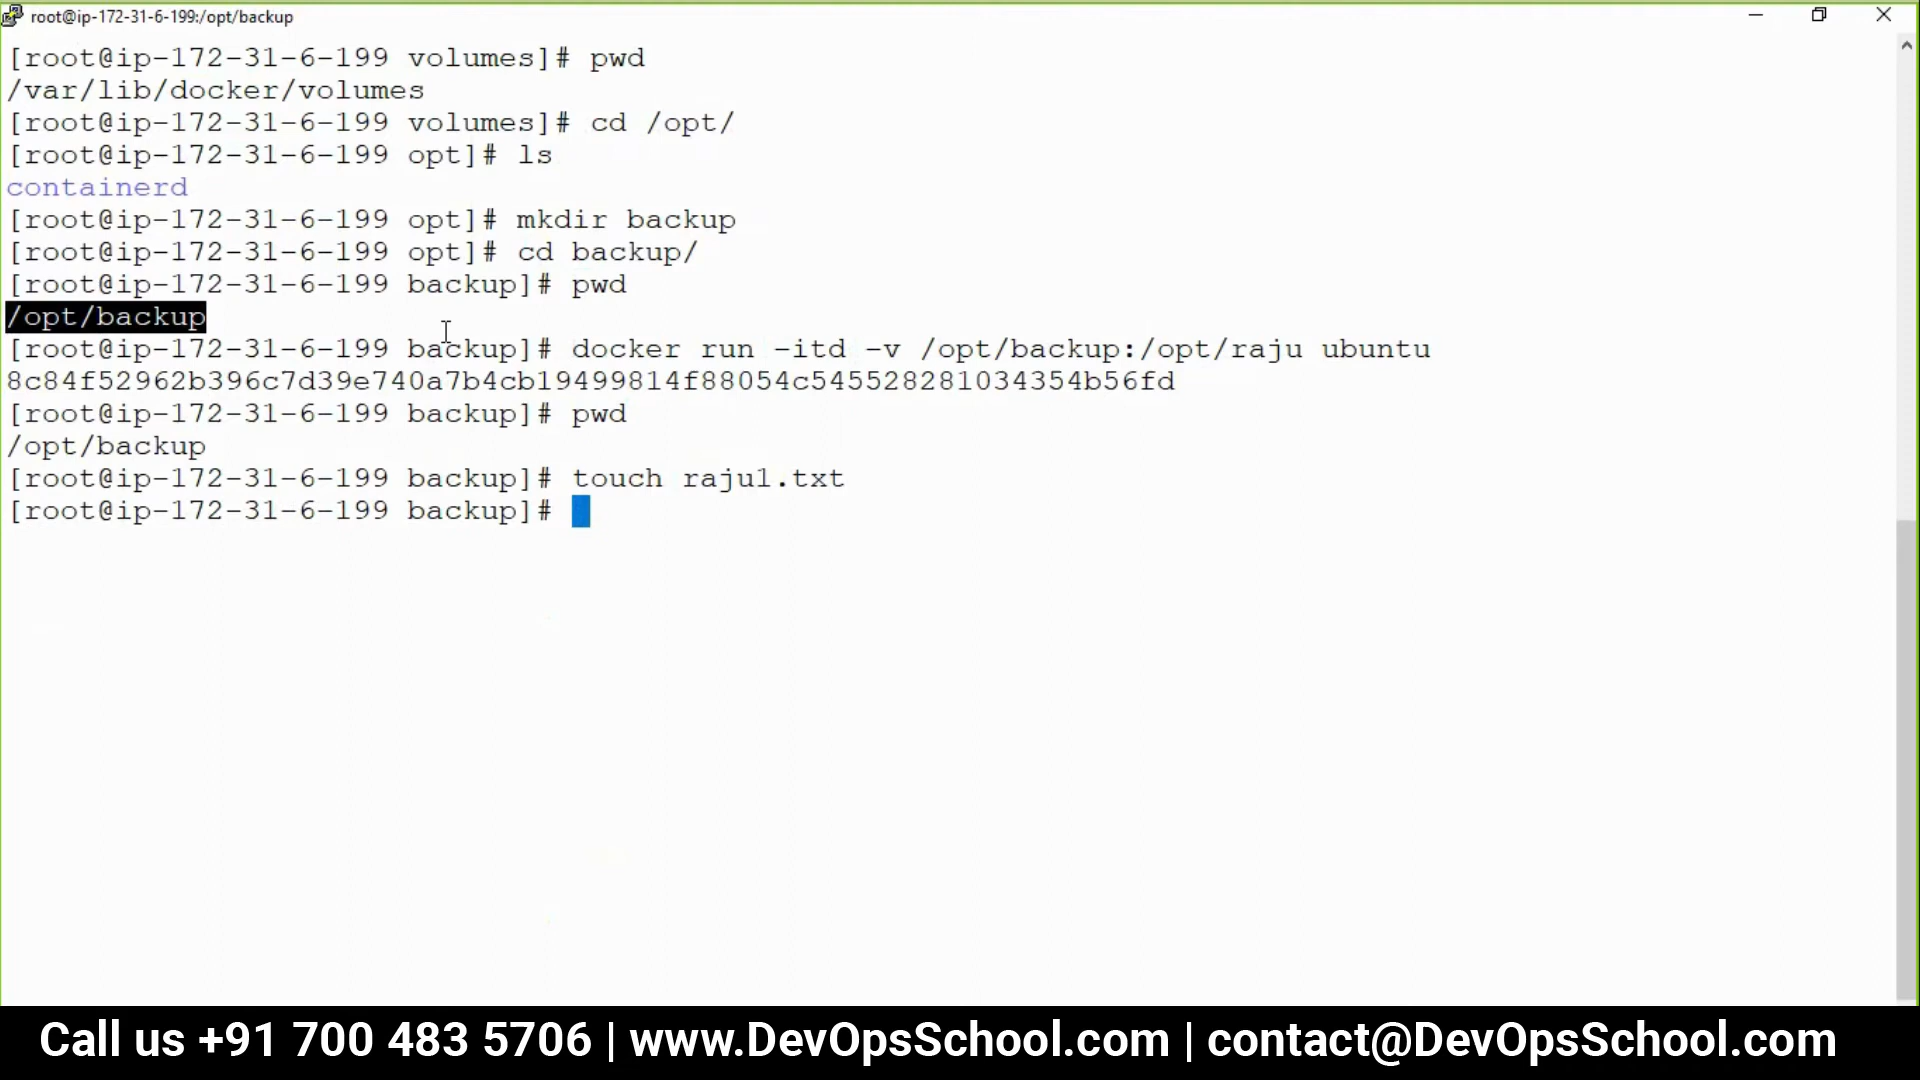 root@ip-172-31-6-199:/opt/backup
[root@ip-172-31-6-199 volumes]# pwd
/var/lib/docker/volumes
[root@ip-172-31-6-199 volumes]# cd /opt/
[root@ip-172-31-6-199 opt]# ls
containerd
[root@ip-172-31-6-199 opt]# mkdir backup
[root@ip-172-31-6-199 opt]# cd backup/
[root@ip-172-31-6-199 backup]# pwd
/opt/backup
[root@ip-172-31-6-199 backup]# docker run -itd -v /opt/backup:/opt/raju ubuntu
8c84f52962b396c7d39e740a7b4cb19499814f88054c545528281034354b56fd
[root@ip-172-31-6-199 backup]# pwd
/opt/backup
[root@ip-172-31-6-199 backup]# touch raju1.txt
[root@ip-172-31-6-199 backup]#
Call us +91 700 483 5706 | www.DevOpsSchool.com | contact@DevOpsSchool.com